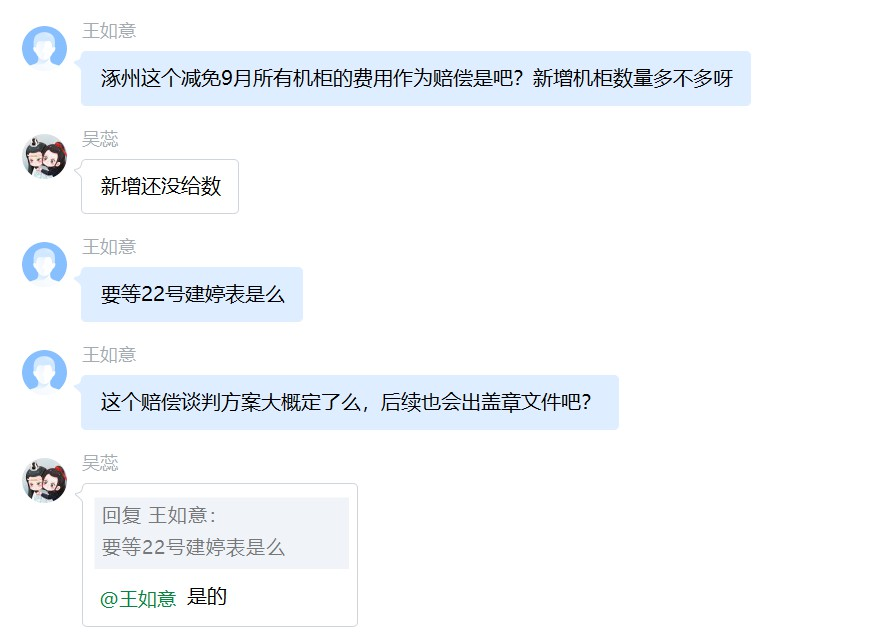 王如意
涿州这个减免9月所有机柜的费用作为赔偿是吧？新增机柜数量多不多呀
吴蕊
新增还没给数
王如意
要等22号建婷表是么
王如意
这个赔偿谈判方案大概定了么，后续也会出盖章文件吧？
吴蕊
回复 王如意：
要等22号建婷表是么
@王如意 是的